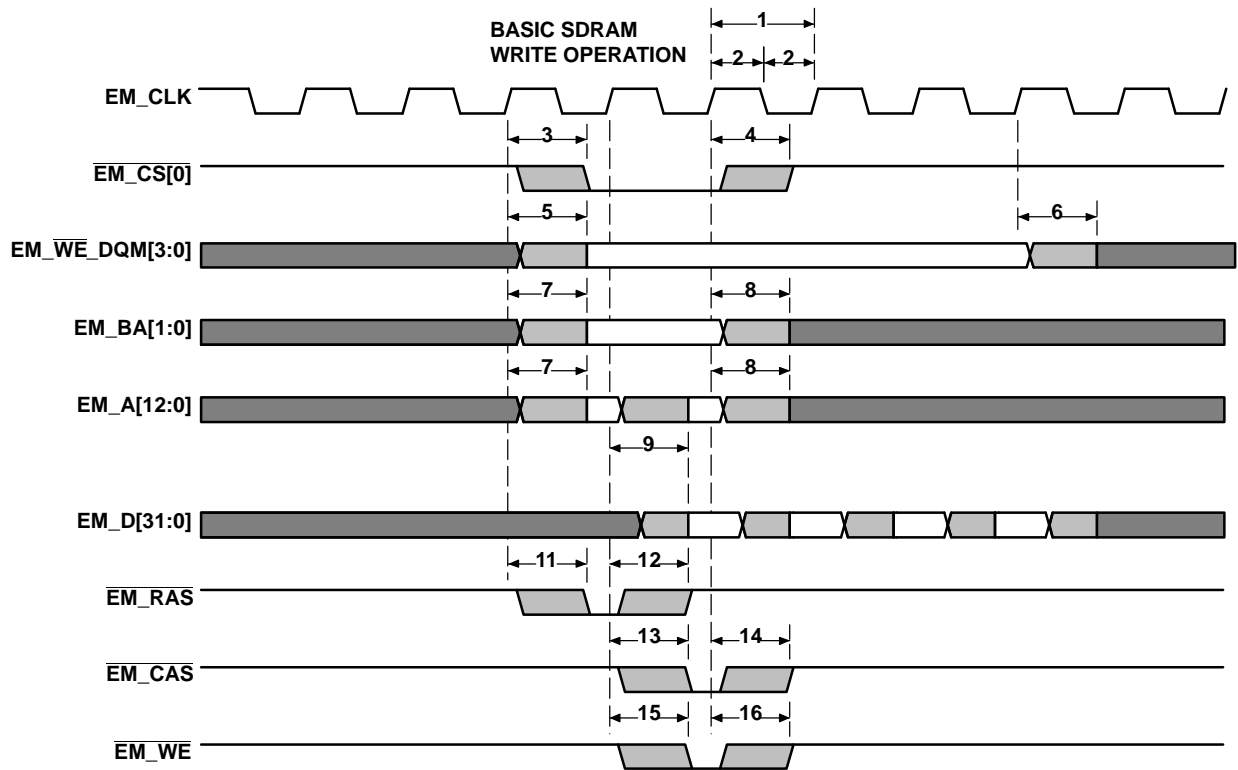 BASIC SDRAM
WRITE OPERATION
1
2 2
EM_CLK
3 4
EM_CS[0]
5 6
EM_WE_DQM[3:0]
7 8
EM_BA[1:0]
7 8
EM_A[12:0]
9
EM_D[31:0]
11 12
EM_RAS
13 14
EM_CAS
15 16
EM_WE